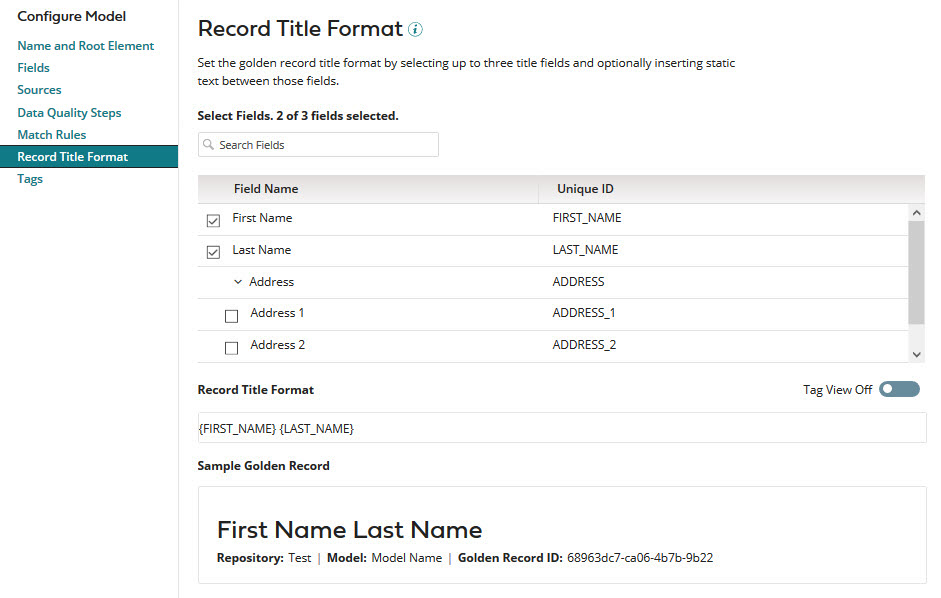 Configure Model
Name and Root Element
Fields
Sources
Data Quality Steps
Match Rules
Record Title Format
Tags
Record Title Format i
Set the golden record title format by selecting up to three title fields and optionally inserting static
text between those fields.
Select Fields. 2 of 3 fields selected.
Search Fields
Field Name Unique ID
First Name FIRST_NAME
Last Name LAST_NAME
Address ADDRESS
Address 1 ADDRESS_1
Address 2 ADDRESS_2
Record Title Format Tag View Off
{FIRST_NAME} {LAST_NAME}
Sample Golden Record
First Name Last Name
Repository: Test | Model: Model Name | Golden Record ID: 68963dc7-ca06-4b7b-9b22